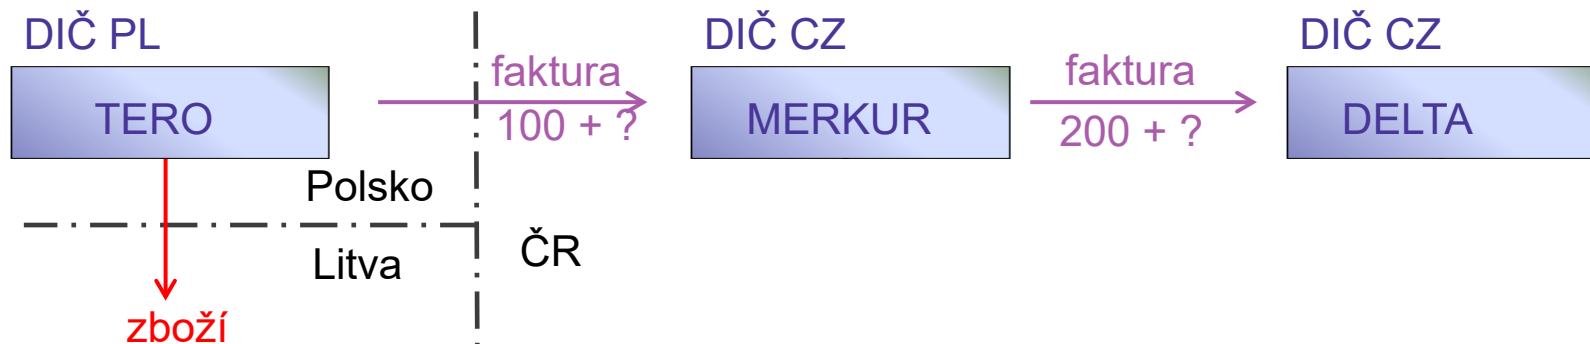 DIČ PL
DIČ CZ
DIČ CZ
TERO
faktura
100 + ?
MERKUR
faktura
200 + ?
DELTA
Polsko
Litva
ČR
zboží